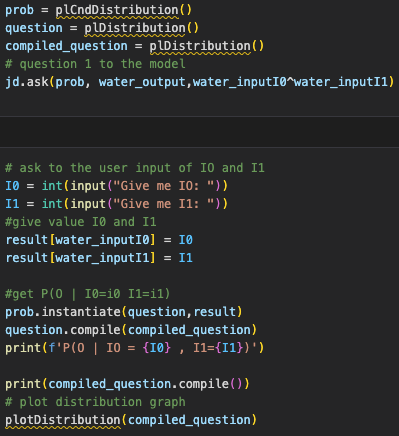 prob = plCndDistribution()
question = plDistribution()
compiled_question = plDistribution()
# question 1 to the model
jd.ask(prob, water_output,water_inputI0^water_inputI1)
# ask to the user input of IO and I1
I0 = int(input("Give me IO: "))
I1 = int(input("Give me I1: "))
#give value I0 and I1
result[water_inputI0] = I0
result[water_inputI1] = I1
#get P(O | I0=i0 I1=i1)
prob.instantiate(question,result)
question.compile(compiled_question)
print(f'P(O | IO = {I0} , I1={I1})')
print(compiled_question.compile())
# plot distribution graph
plotDistribution(compiled_question)